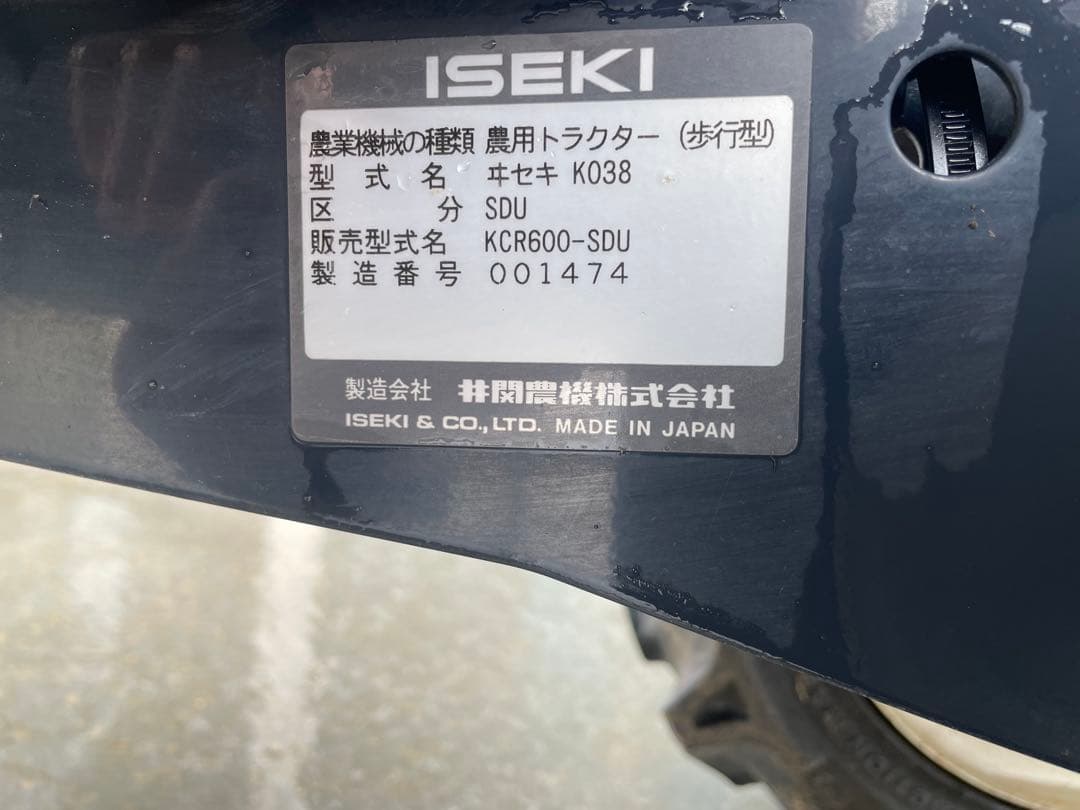 ISEKI
農業機械の種類 農用トラクター (歩行型)
型式名 ヰセキ K038
区分 SDU
販売型式名 KCR600-SDU
製造番号 001474
製造会社 井関農機株式会社
ISEKI & CO.,LTD. MADE IN JAPAN